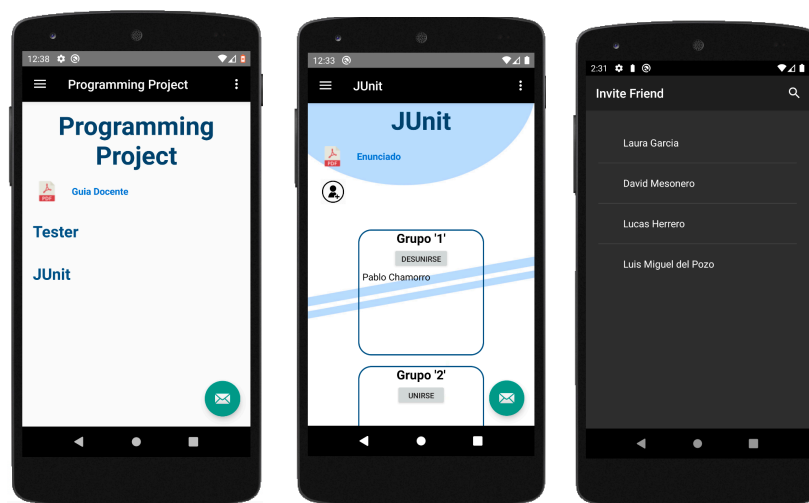 12:38
Programming Project
Programming
Project
PDF
Guia Docente
Tester
JUnit
12:33
JUnit
JUnit
PDF
Enunciado
Grupo '1'
DESUNIRSE
Pablo Chamorro
Grupo '2'
UNIRSE
2:31
Invite Friend
Laura Garcia
David Mesonero
Lucas Herrero
Luis Miguel del Pozo